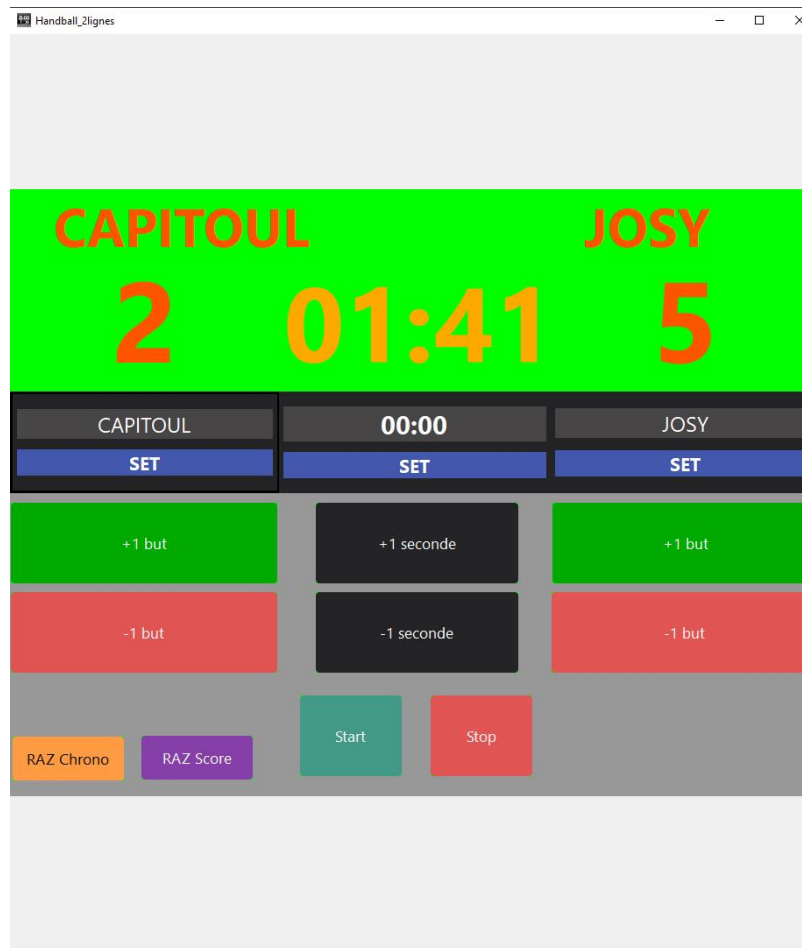 Handball_2lignes
CAPITOUL JOSY
2 01:41 5
CAPITOUL 00:00 JOSY
SET SET SET
+1 but +1 seconde +1 but
-1 but -1 seconde -1 but
Start Stop
RAZ Chrono RAZ Score